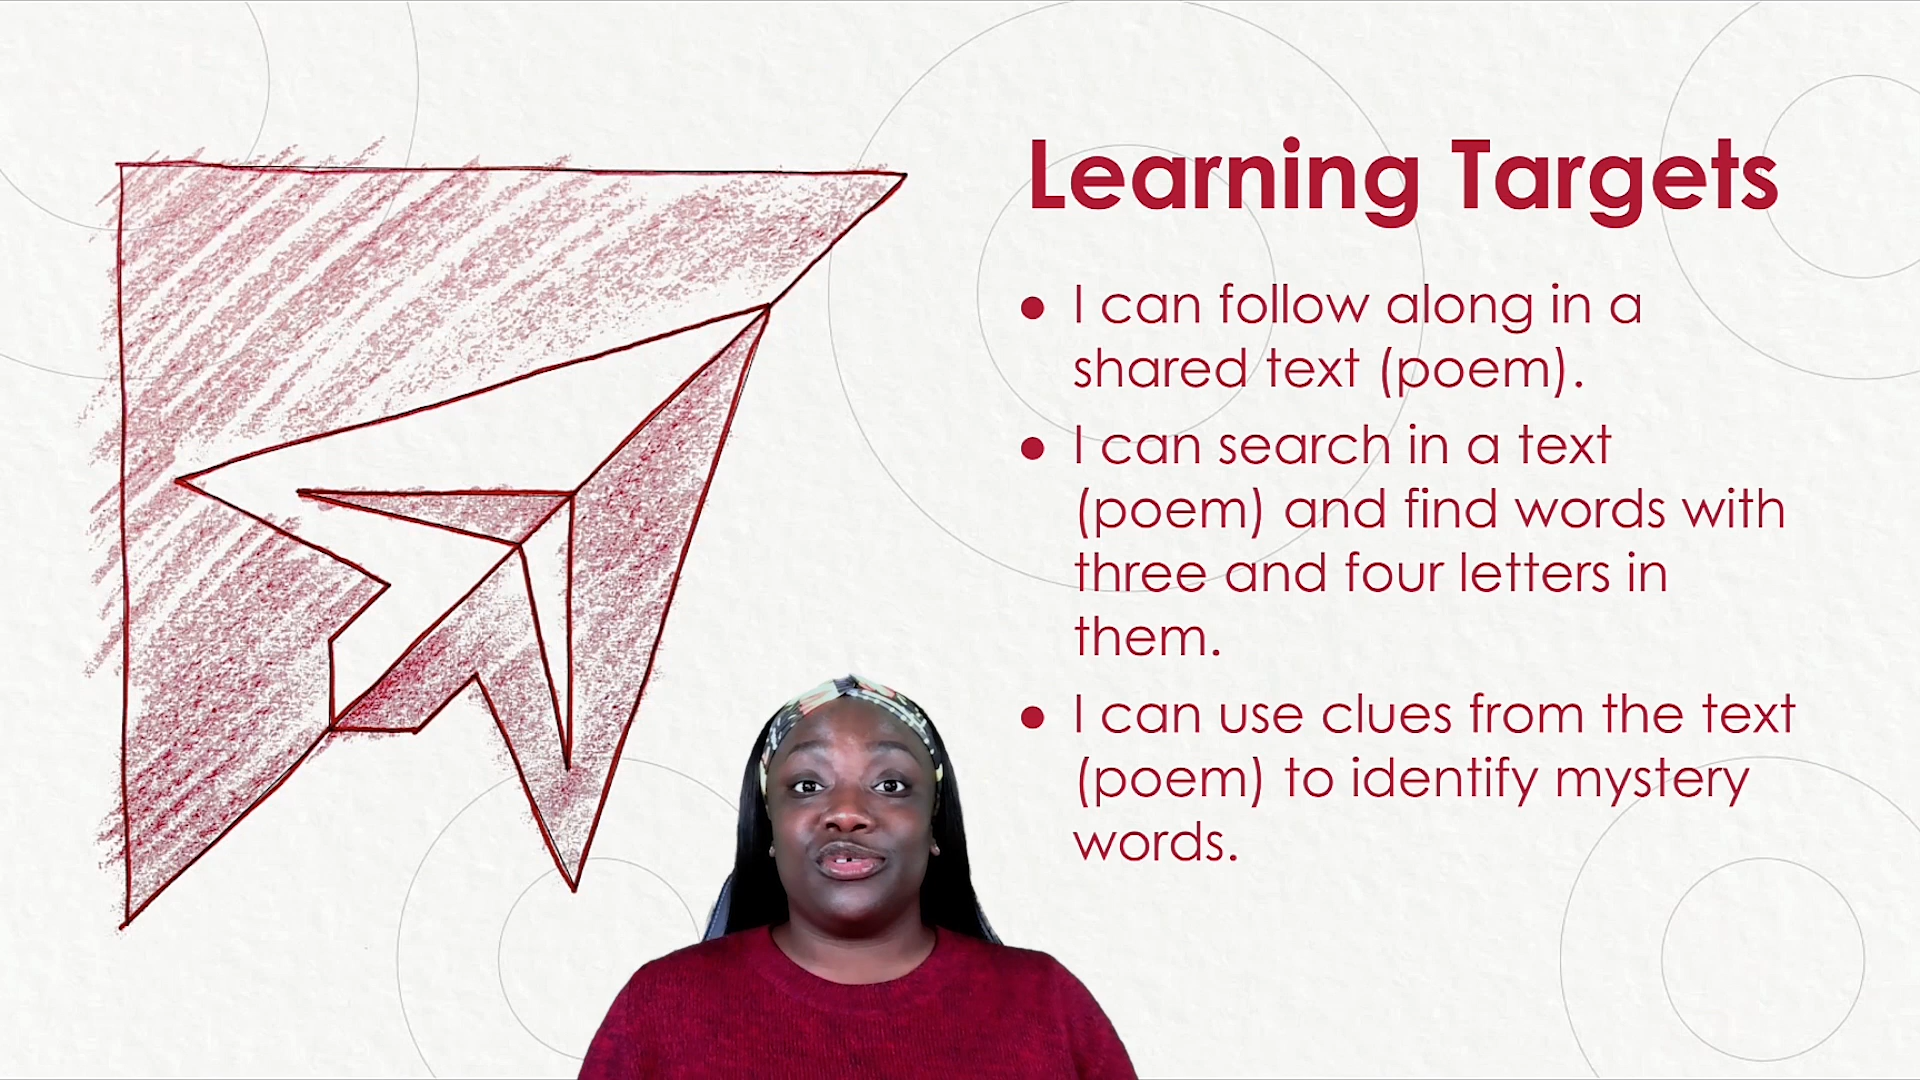 Learning Targets
● I can follow along in a
shared text (poem).
● I can search in a text
(poem) and find words with
three and four letters in
them.
● I can use clues from the text
(poem) to identify mystery
words.